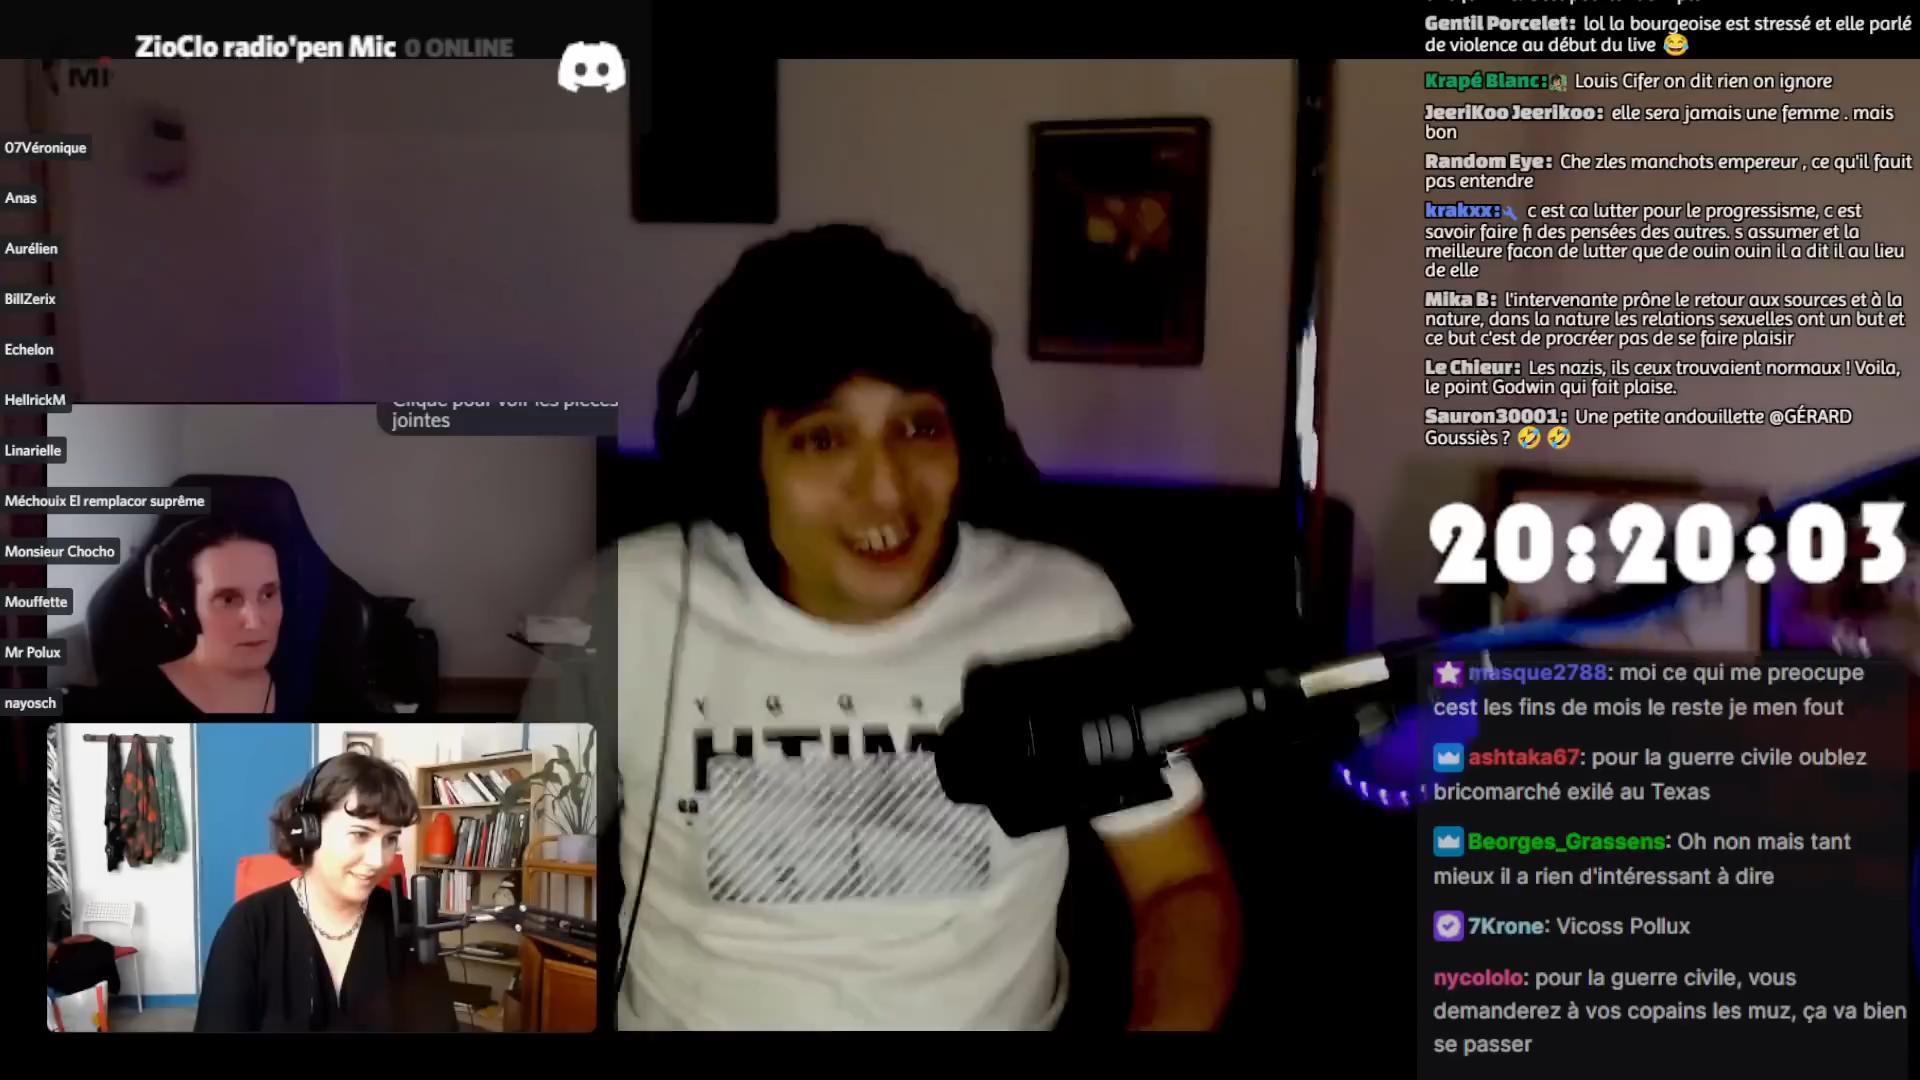 ZioClo radio'pen Mic 0 ONLINE
MI
07Véronique
Anas
Aurélien
BillZerix
Echelon
HellrickM
Linarielle
Méchouix El remplacor suprême
Monsieur Chocho
Mouffette
Mr Polux
nayosch
Clique pour voir les pièces
jointes
Gentil Porcelet: lol la bourgeoise est stressé et elle parlé
de violence au début du live 😂
Krapé Blanc: Louis Cifer on dit rien on ignore
JeeriKoo Jeerikoo: elle sera jamais une femme . mais
bon
Random Eye: Che zles manchots empereur , ce qu'il fauit
pas entendre
krakxx: c est ca lutter pour le progressisme, c est
savoir faire fi des pensées des autres. s assumer et la
meilleure facon de lutter que de ouin ouin il a dit il au lieu
de elle
Mika B: l'intervenante prône le retour aux sources et à la
nature, dans la nature les relations sexuelles ont un but et
ce but c'est de procréer pas de se faire plaisir
Le Chieur: Les nazis, ils ceux trouvaient normaux ! Voila,
le point Godwin qui fait plaise.
Sauron30001: Une petite andouillette @GÉRARD
Goussiès ? 🤣 🤣
20:20:03
masque2788: moi ce qui me preocupe
cest les fins de mois le reste je men fout
ashtaka67: pour la guerre civile oublez
bricomarché exilé au Texas
Beorges_Grassens: Oh non mais tant
mieux il a rien d'intéressant à dire
7Krone: Vicoss Pollux
nycololo: pour la guerre civile, vous
demanderez à vos copains les muz, ça va bien
se passer